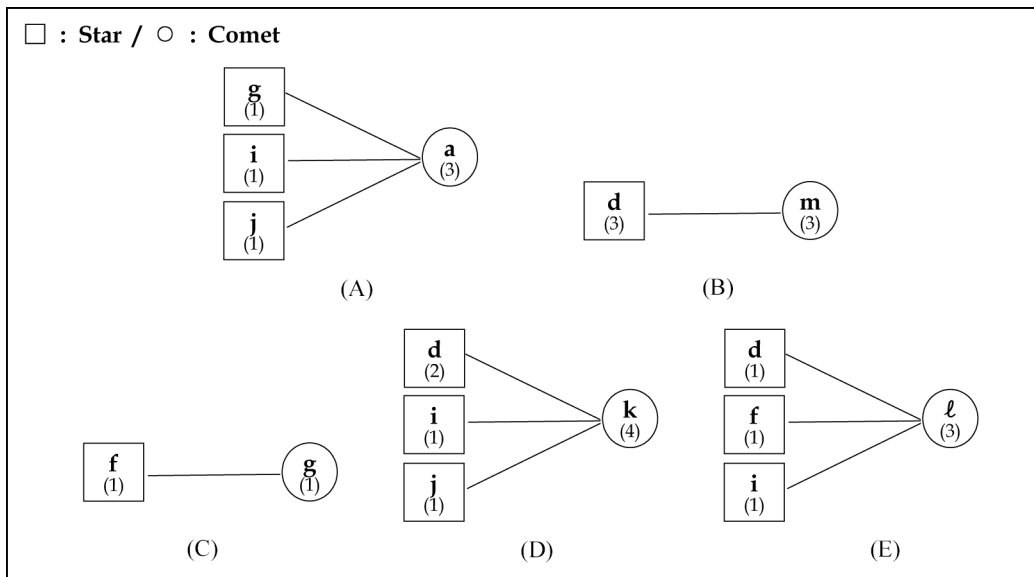 □ : Star / ○ : Comet
g
(1)
i
(1)
j
(1)
a
(3)
(A)
d
(3)
m
(3)
(B)
f
(1)
g
(1)
(C)
d
(2)
i
(1)
j
(1)
k
(4)
(D)
d
(1)
f
(1)
i
(1)
ℓ
(3)
(E)